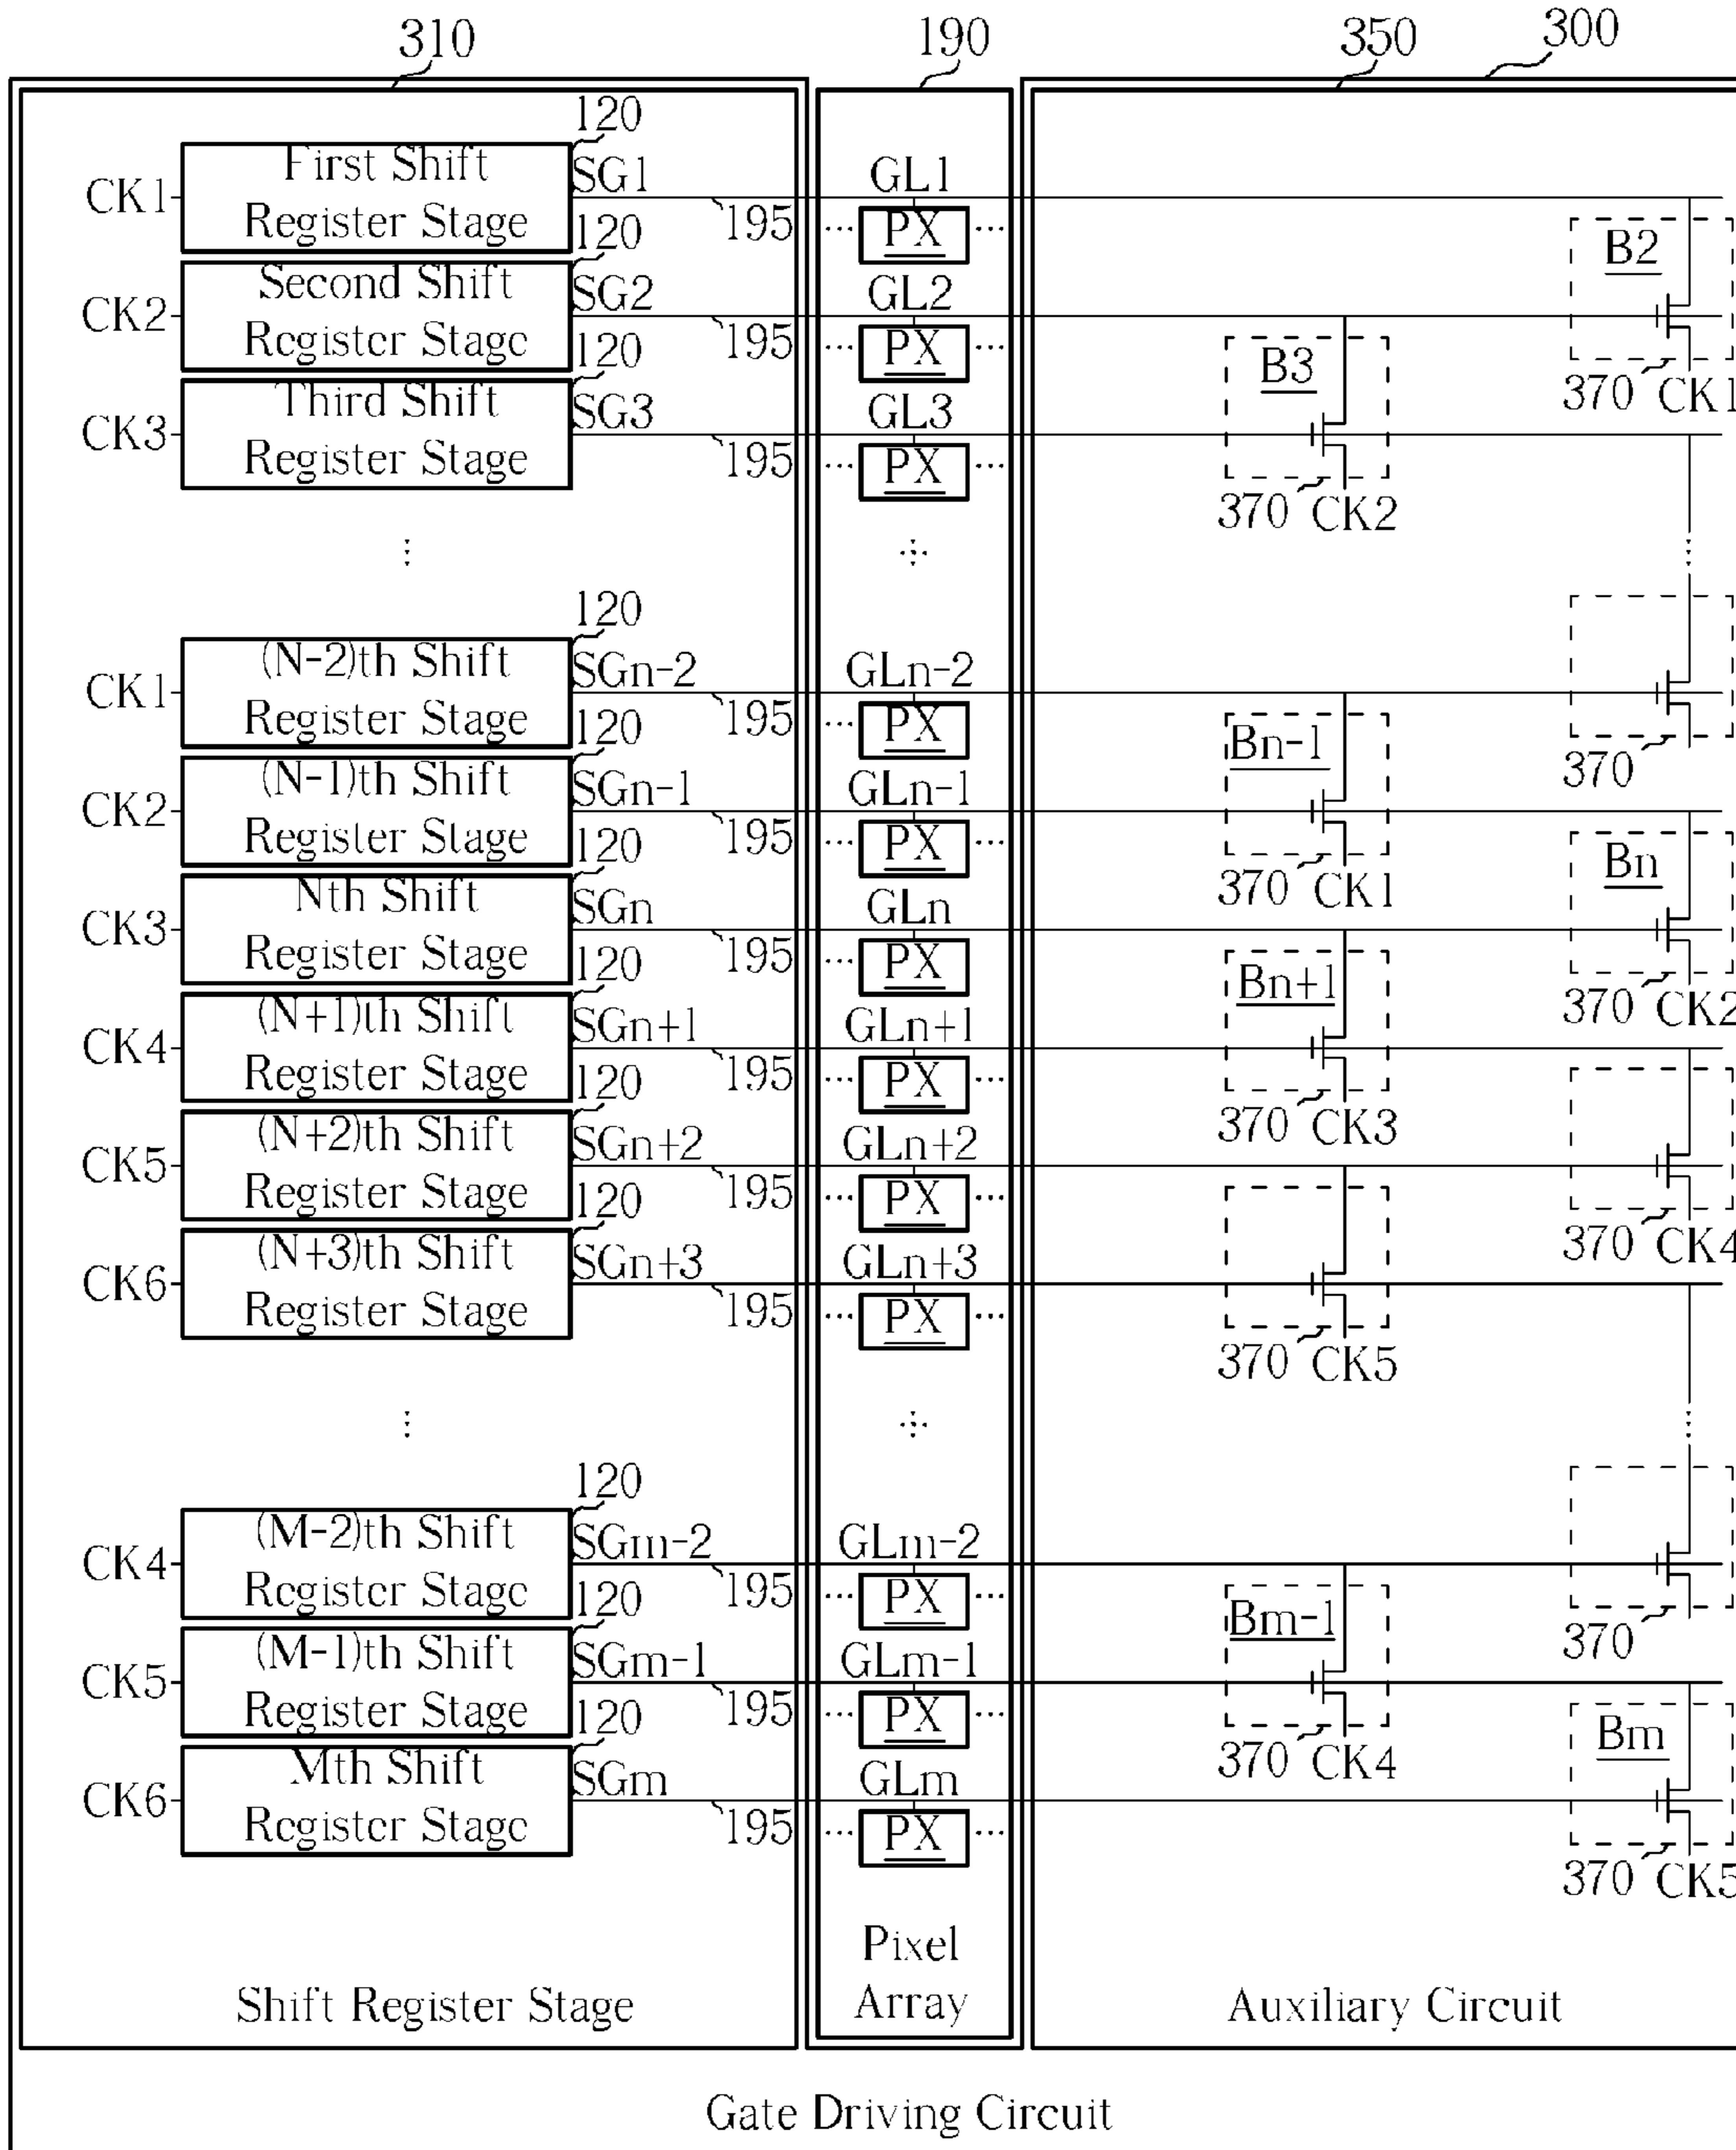 310
190
350
300
120
First Shift
SG1
GL1
CK1
Register Stage
195
... PX ...
B2
370 CK1
120
Second Shift
SG2
GL2
CK2
Register Stage
195
... PX ...
B3
370 CK2
120
Third Shift
SG3
GL3
CK3
Register Stage
195
... PX ...
120
(N-2)th Shift
SGn-2
GLn-2
CK1
Register Stage
195
... PX ...
370
Bn-1
370 CK1
120
(N-1)th Shift
SGn-1
GLn-1
CK2
Register Stage
195
... PX ...
Bn
370 CK2
120
Nth Shift
SGn
GLn
CK3
Register Stage
195
... PX ...
Bn+1
370 CK3
120
(N+1)th Shift
SGn+1
GLn+1
CK4
Register Stage
195
... PX ...
370 CK4
120
(N+2)th Shift
SGn+2
GLn+2
CK5
Register Stage
195
... PX ...
370 CK5
120
(N+3)th Shift
SGn+3
GLn+3
CK6
Register Stage
195
... PX ...
120
(M-2)th Shift
SGm-2
GLm-2
CK4
Register Stage
195
... PX ...
370
Bm-1
370 CK4
120
(M-1)th Shift
SGm-1
GLm-1
CK5
Register Stage
195
... PX ...
Bm
370 CK5
120
Mth Shift
SGm
GLm
CK6
Register Stage
195
... PX ...
Shift Register Stage
Pixel
Array
Auxiliary Circuit
Gate Driving Circuit